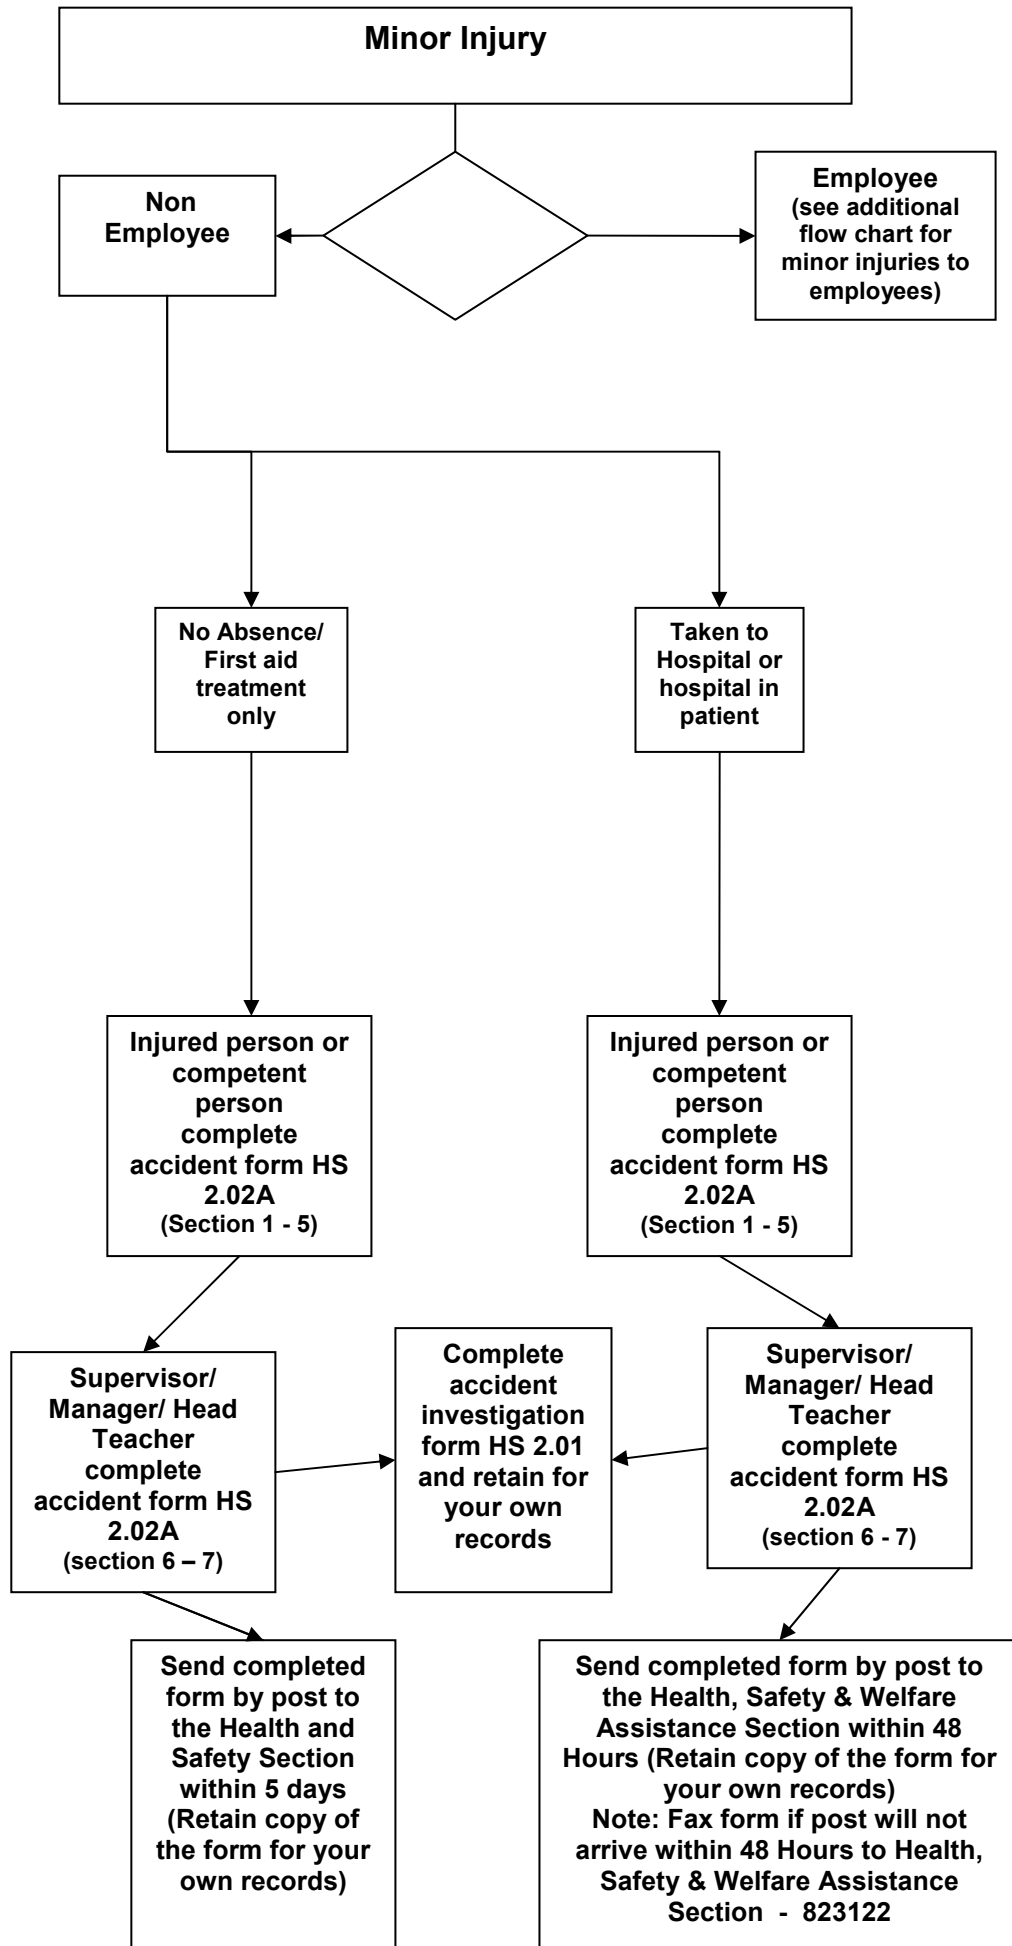 Minor Injury
Non
Employee
Employee
(see additional
flow chart for
minor injuries to
employees)
No Absence/
First aid
treatment
only
Taken to
Hospital or
hospital in
patient
Injured person or
competent
person
complete
accident form HS
2.02A
(Section 1 - 5)
Injured person or
competent
person
complete
accident form HS
2.02A
(Section 1 - 5)
Supervisor/
Manager/ Head
Teacher
complete
accident form HS
2.02A
(section 6 – 7)
Complete
accident
investigation
form HS 2.01
and retain for
your own
records
Supervisor/
Manager/ Head
Teacher
complete
accident form HS
2.02A
(section 6 - 7)
Send completed
form by post to
the Health and
Safety Section
within 5 days
(Retain copy of
the form for your
own records)
Send completed form by post to
the Health, Safety & Welfare
Assistance Section within 48
Hours (Retain copy of the form for
your own records)
Note: Fax form if post will not
arrive within 48 Hours to Health,
Safety & Welfare Assistance
Section - 823122